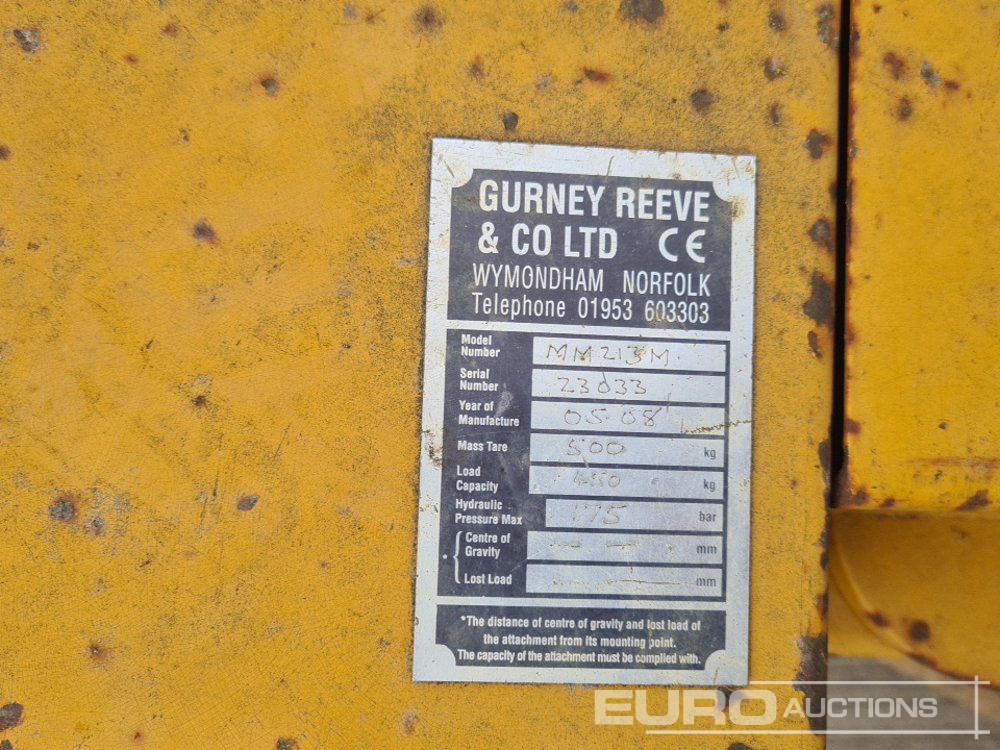 GURNEY REEVE
& CO LTD CE
WYMONDHAM NORFOLK
Telephone 01953 603303
Model
Number MM213M
Serial
Number 23033
Year of
Manufacture 05.08
Mass Tare 500 kg
Load
Capacity 450 kg
Hydraulic
Pressure Max 175 bar
* { Centre of
Gravity mm
Lost Load mm
*The distance of centre of gravity and lost load of
the attachment from its mounting point.
The capacity of the attachment must be complied with.
EURO AUCTIONS